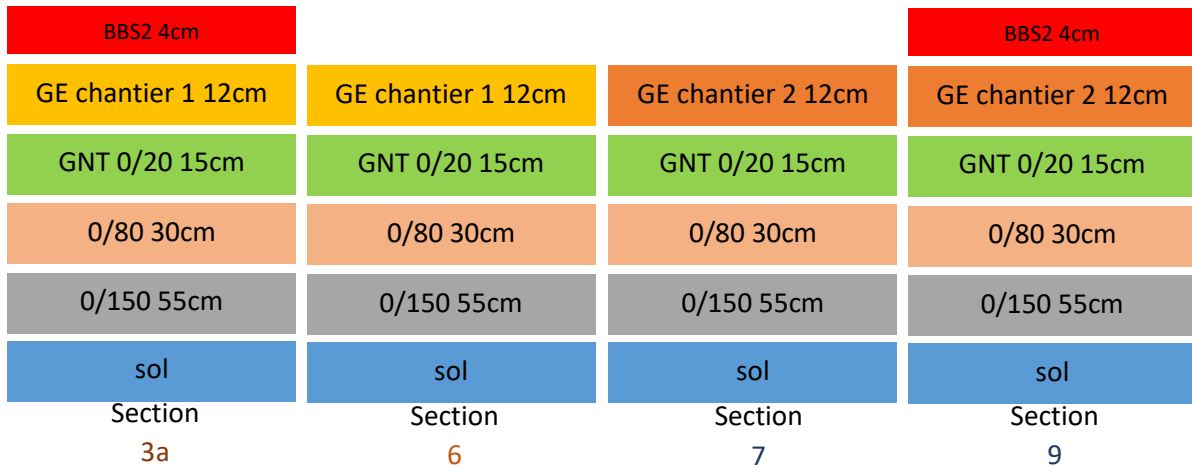 BBS2 4cm
BBS2 4cm
GE chantier 1 12cm
GE chantier 1 12cm
GE chantier 2 12cm
GE chantier 2 12cm
GNT 0/20 15cm
GNT 0/20 15cm
GNT 0/20 15cm
GNT 0/20 15cm
0/80 30cm
0/80 30cm
0/80 30cm
0/80 30cm
0/150 55cm
0/150 55cm
0/150 55cm
0/150 55cm
sol
sol
sol
sol
Section
Section
Section
Section
3a
6
7
9